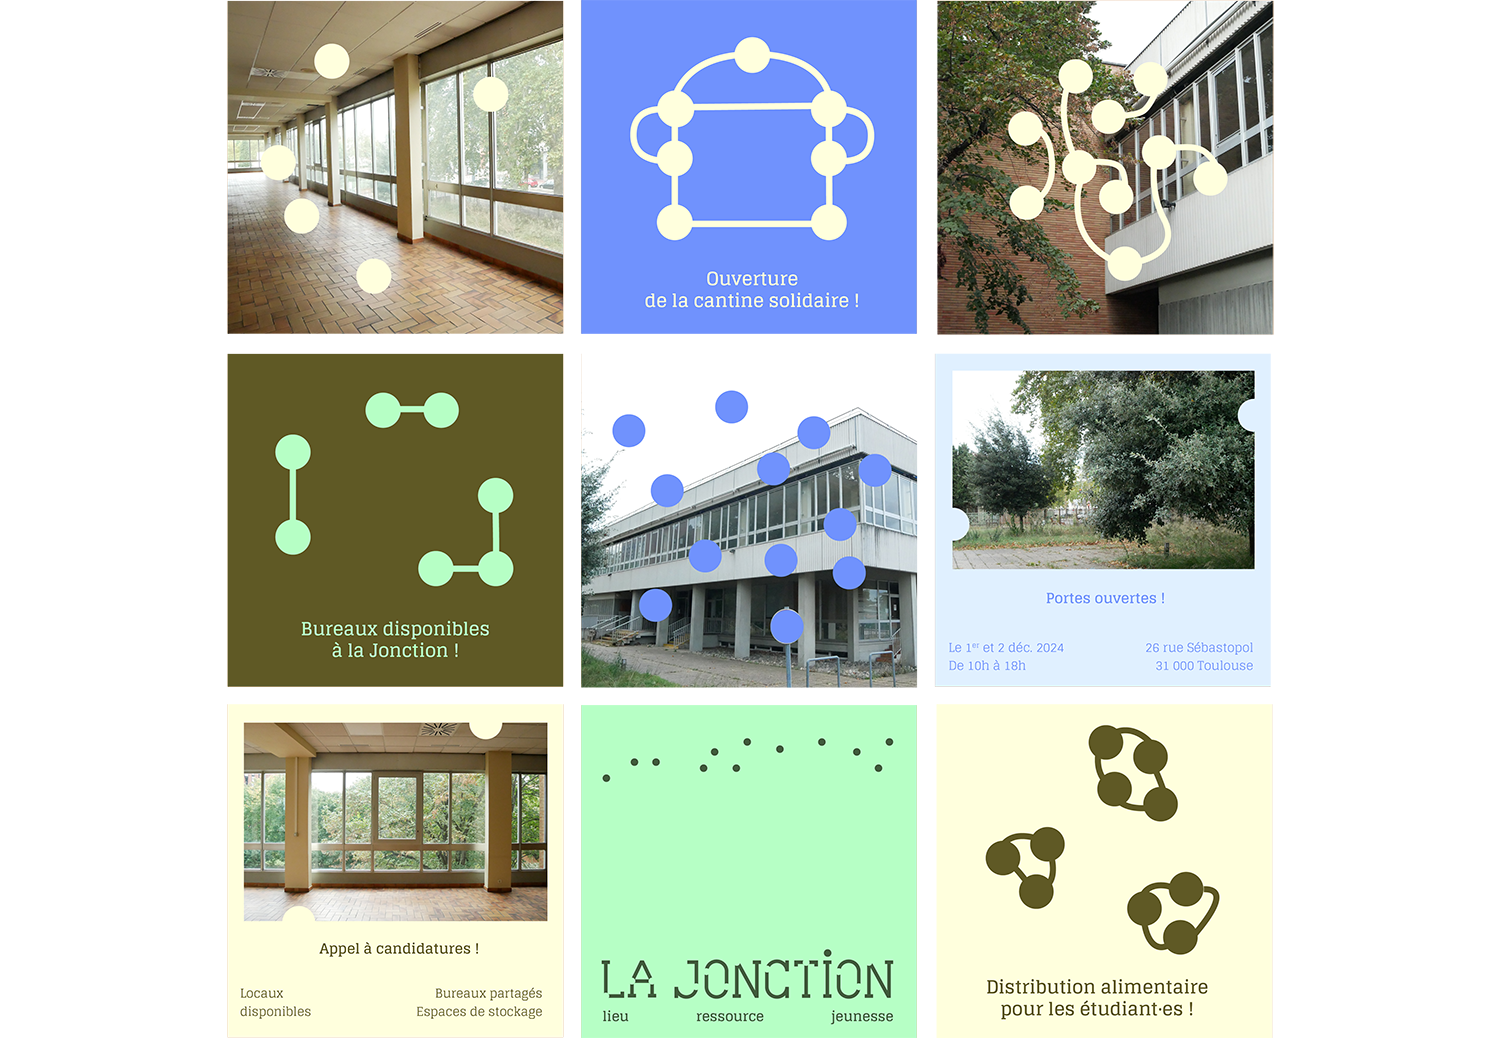 Ouverture
de la cantine solidaire !
Bureaux disponibles
à la Jonction !
Portes ouvertes !
Le 1er et 2 déc. 2024
De 10h à 18h
26 rue Sébastopol
31 000 Toulouse
Appel à candidatures !
Locaux
disponibles
Bureaux partagés
Espaces de stockage
LA JONCTION
lieu ressource jeunesse
Distribution alimentaire
pour les étudiant·es !